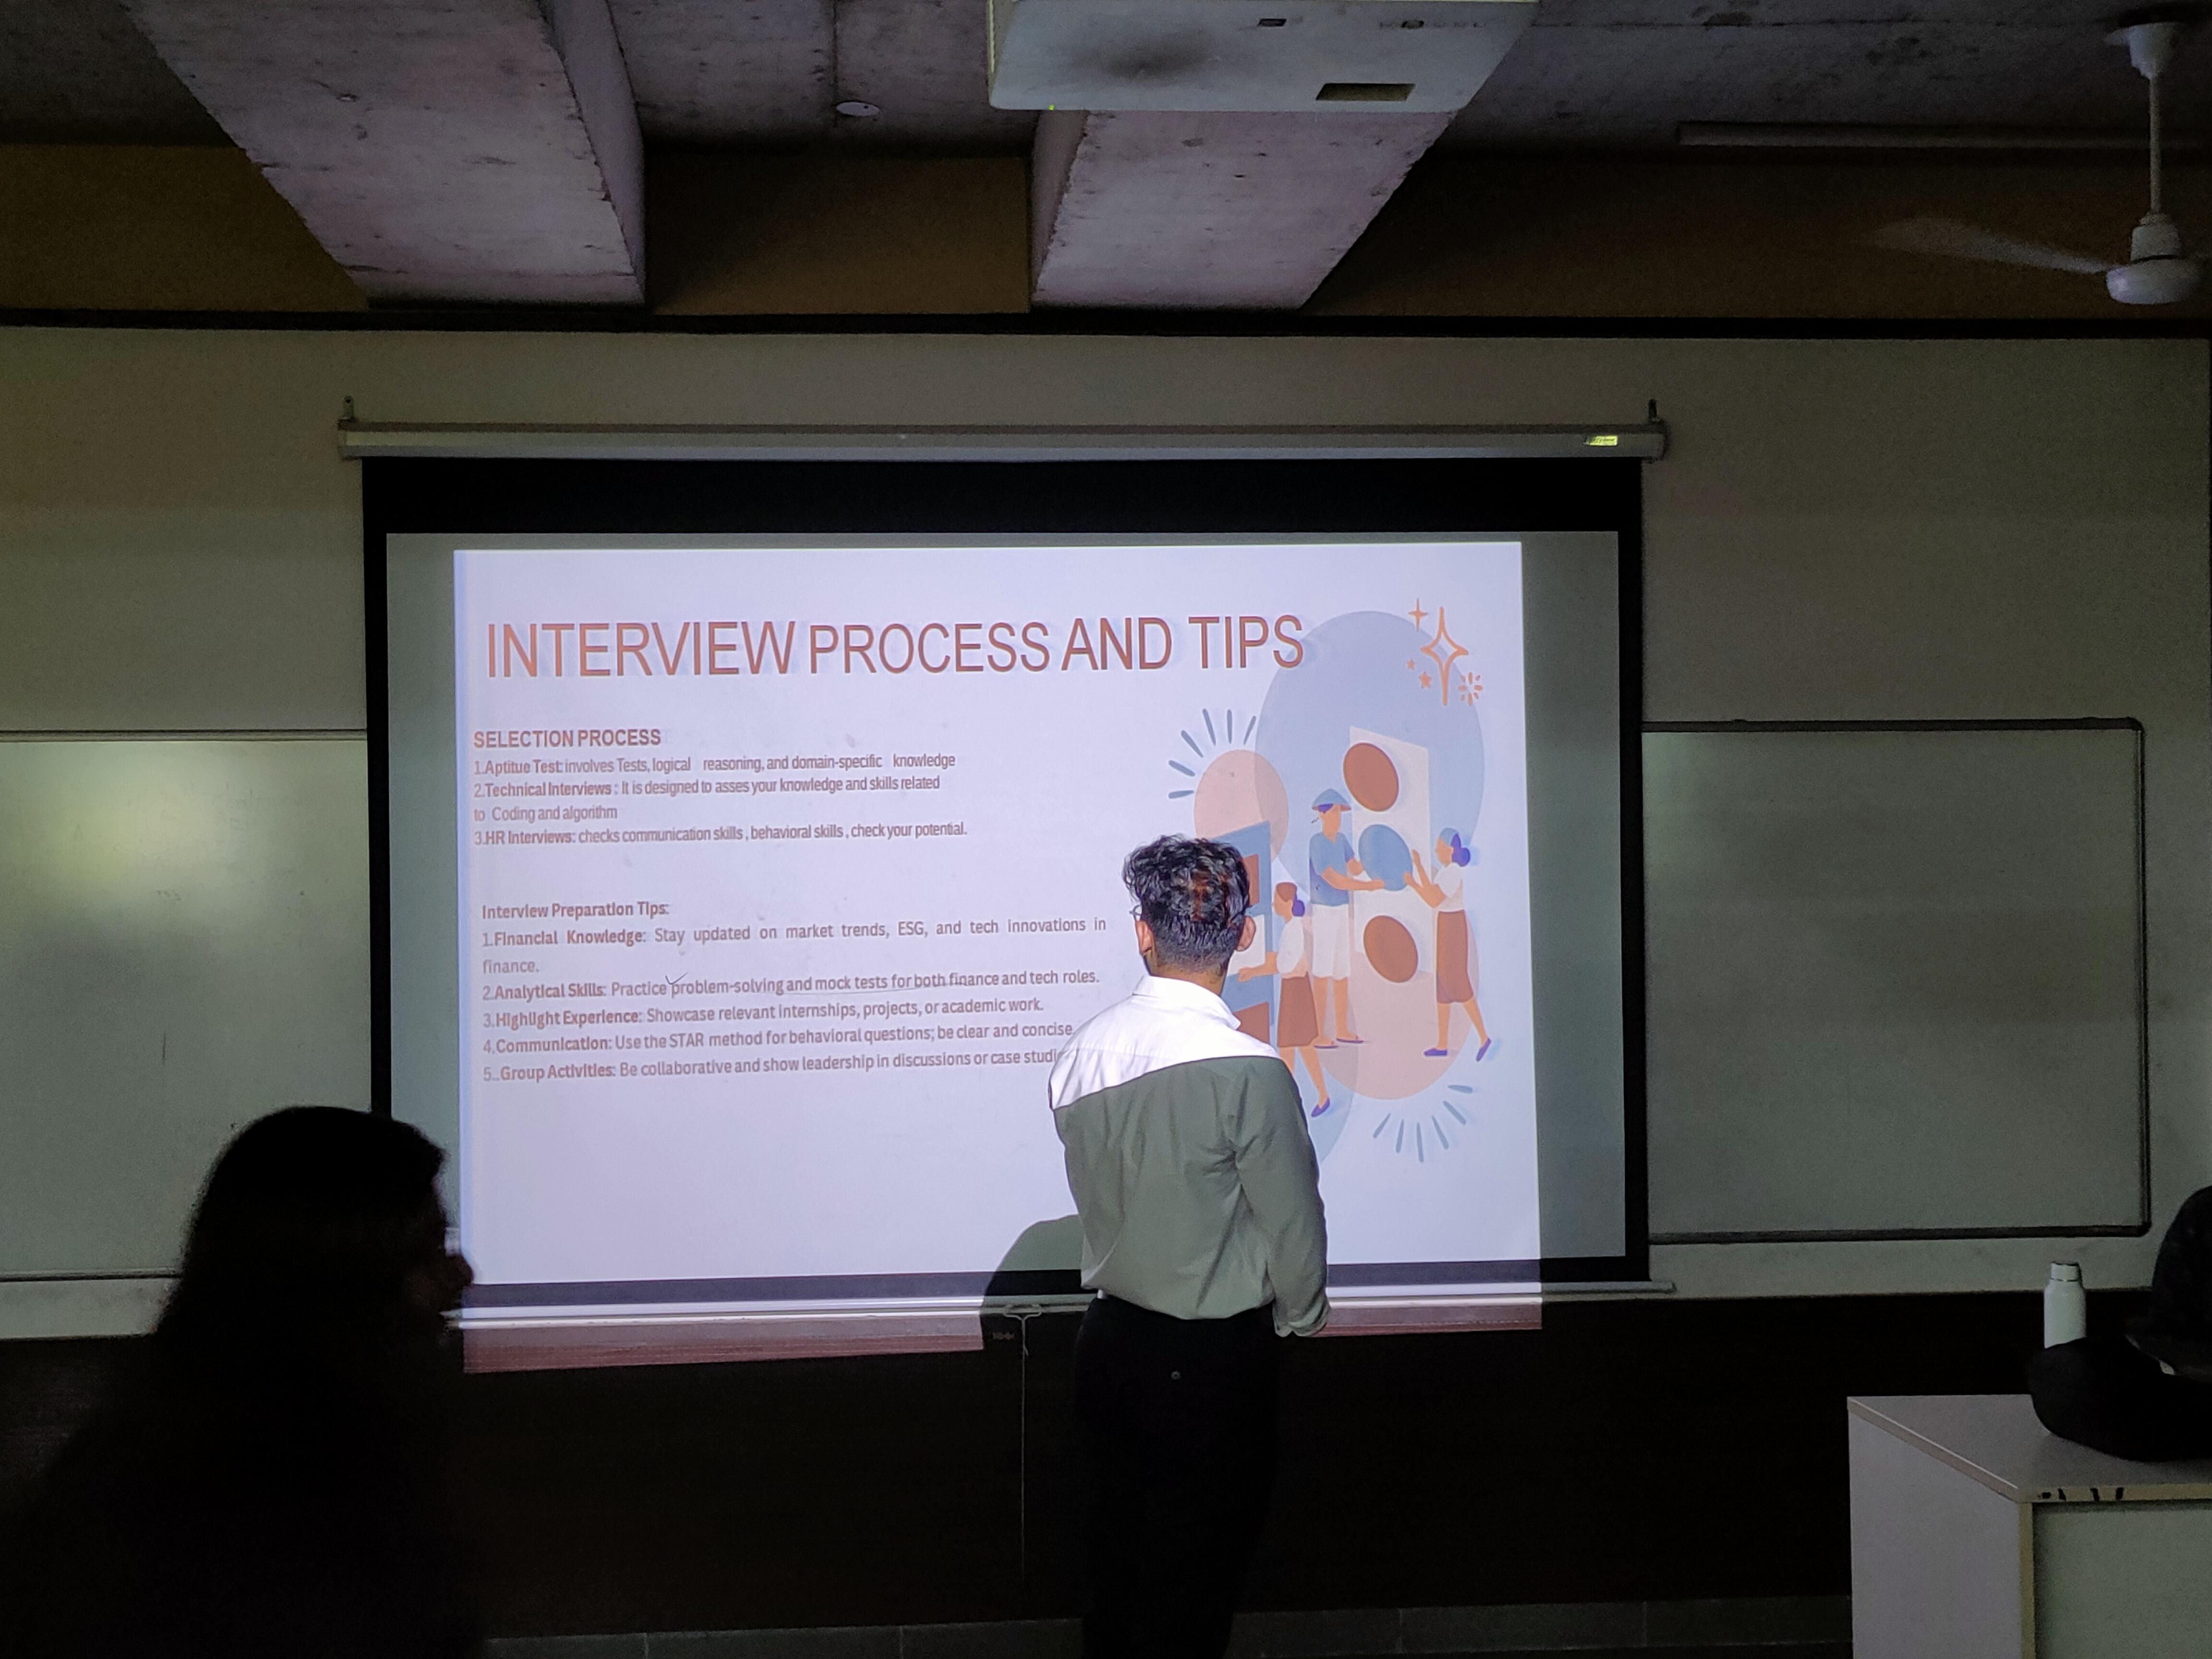 INTERVIEW PROCESS AND TIPS
SELECTION PROCESS
1.Aptitue Test: involves Tests, logical reasoning, and domain-specific knowledge
2.Technical Interviews : It is designed to asses your knowledge and skills related
to Coding and algorithm
3.HR Interviews: checks communication skills , behavioral skills , check your potential.
Interview Preparation Tips:
1.Financial Knowledge: Stay updated on market trends, ESG, and tech innovations in
finance.
2.Analytical Skills: Practice problem-solving and mock tests for both finance and tech roles.
3.Highlight Experience: Showcase relevant internships, projects, or academic work.
4.Communication: Use the STAR method for behavioral questions; be clear and concise.
5..Group Activities: Be collaborative and show leadership in discussions or case